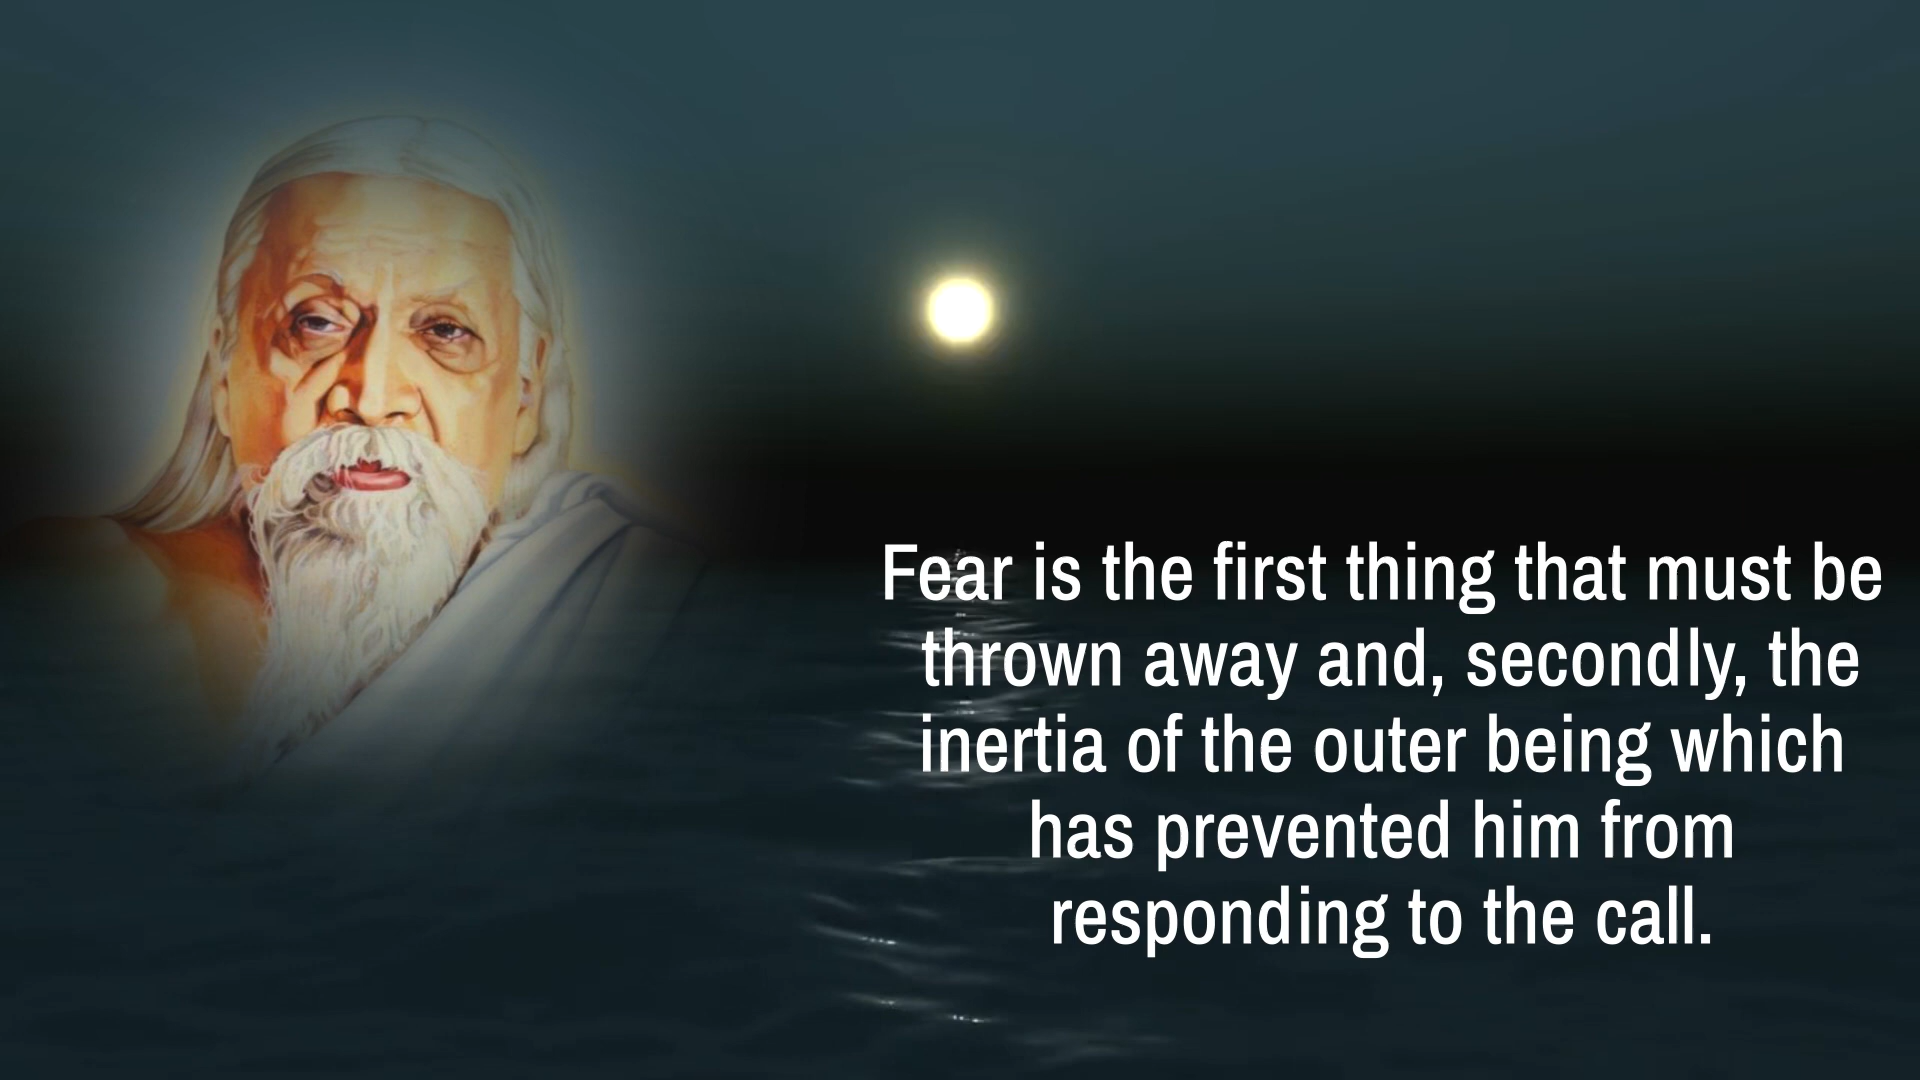 Fear is the first thing that must be
thrown away and, secondly, the
inertia of the outer being which
has prevented him from
responding to the call.